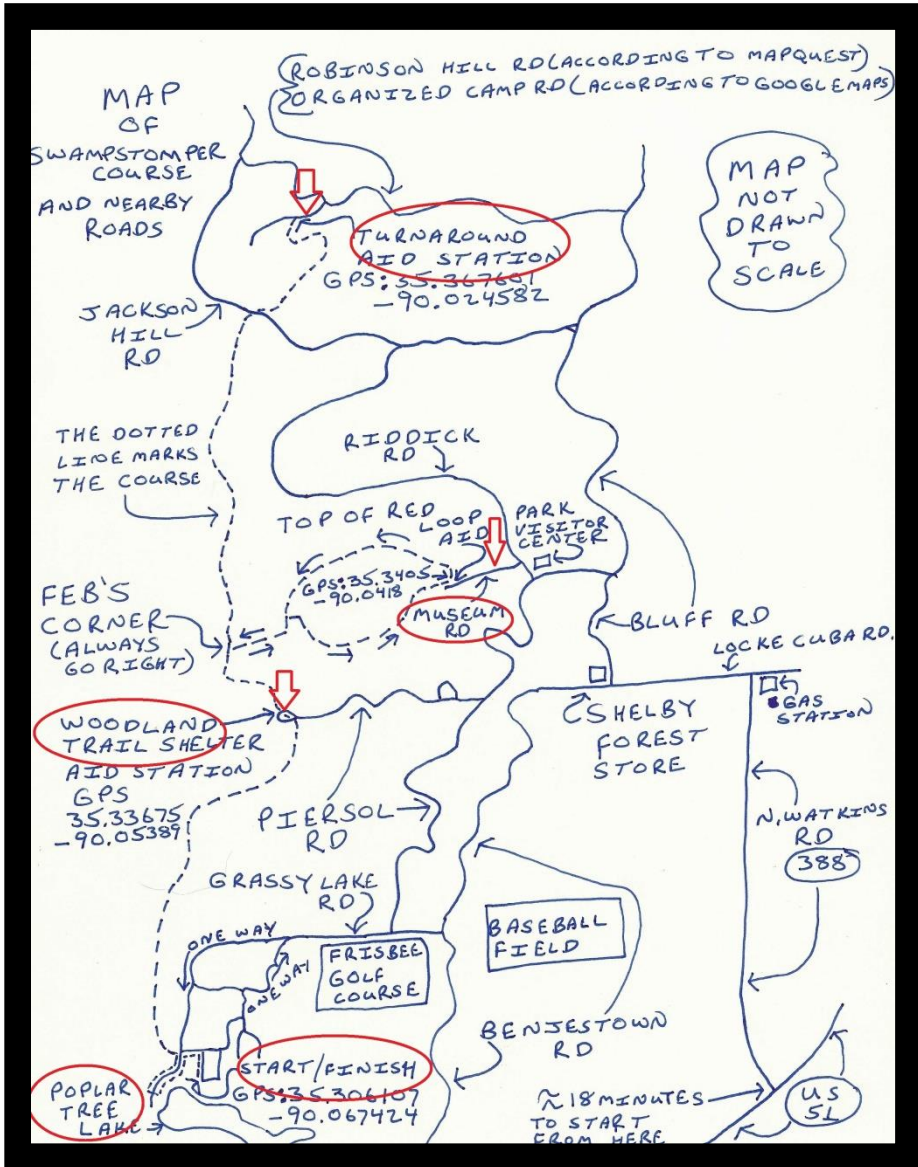 (ROBINSON HILL RD (ACCORDING TO MAPQUEST)
ORGANIZED CAMP RD (ACCORDING TO GOOGLE MAPS)
MAP
OF
SWAMPSTOMPER
COURSE
AND NEARBY
ROADS
MAP
NOT
DRAWN
TO
SCALE
TURNAROUND
AID STATION
GPS: 35.367601
-90.024582
JACKSON
HILL
RD
THE DOTTED
LINE MARKS
THE COURSE
RIDDICK
RD
TOP OF RED
LOOP
AID
PARK
VISITOR
CENTER
GPS: 35.3405
-90.0418
MUSEUM
RD
FEB'S
CORNER
(ALWAYS
GO RIGHT)
BLUFF RD
LOCKE CUBA RD.
GAS
STATION
SHELBY
FOREST
STORE
WOODLAND
TRAIL SHELTER
AID STATION
GPS
35.33675
-90.05389
PIERSOL
RD
N. WATKINS
RD
388
GRASSY LAKE
RD
ONE WAY
ONE WAY
FRISBEE
GOLF
COURSE
BASEBALL
FIELD
BENJESTOWN
RD
START/FINISH
GPS: 35.306107
-90.067424
POPLAR
TREE
LAKE
≈ 18 MINUTES
TO START
FROM HERE
US
51